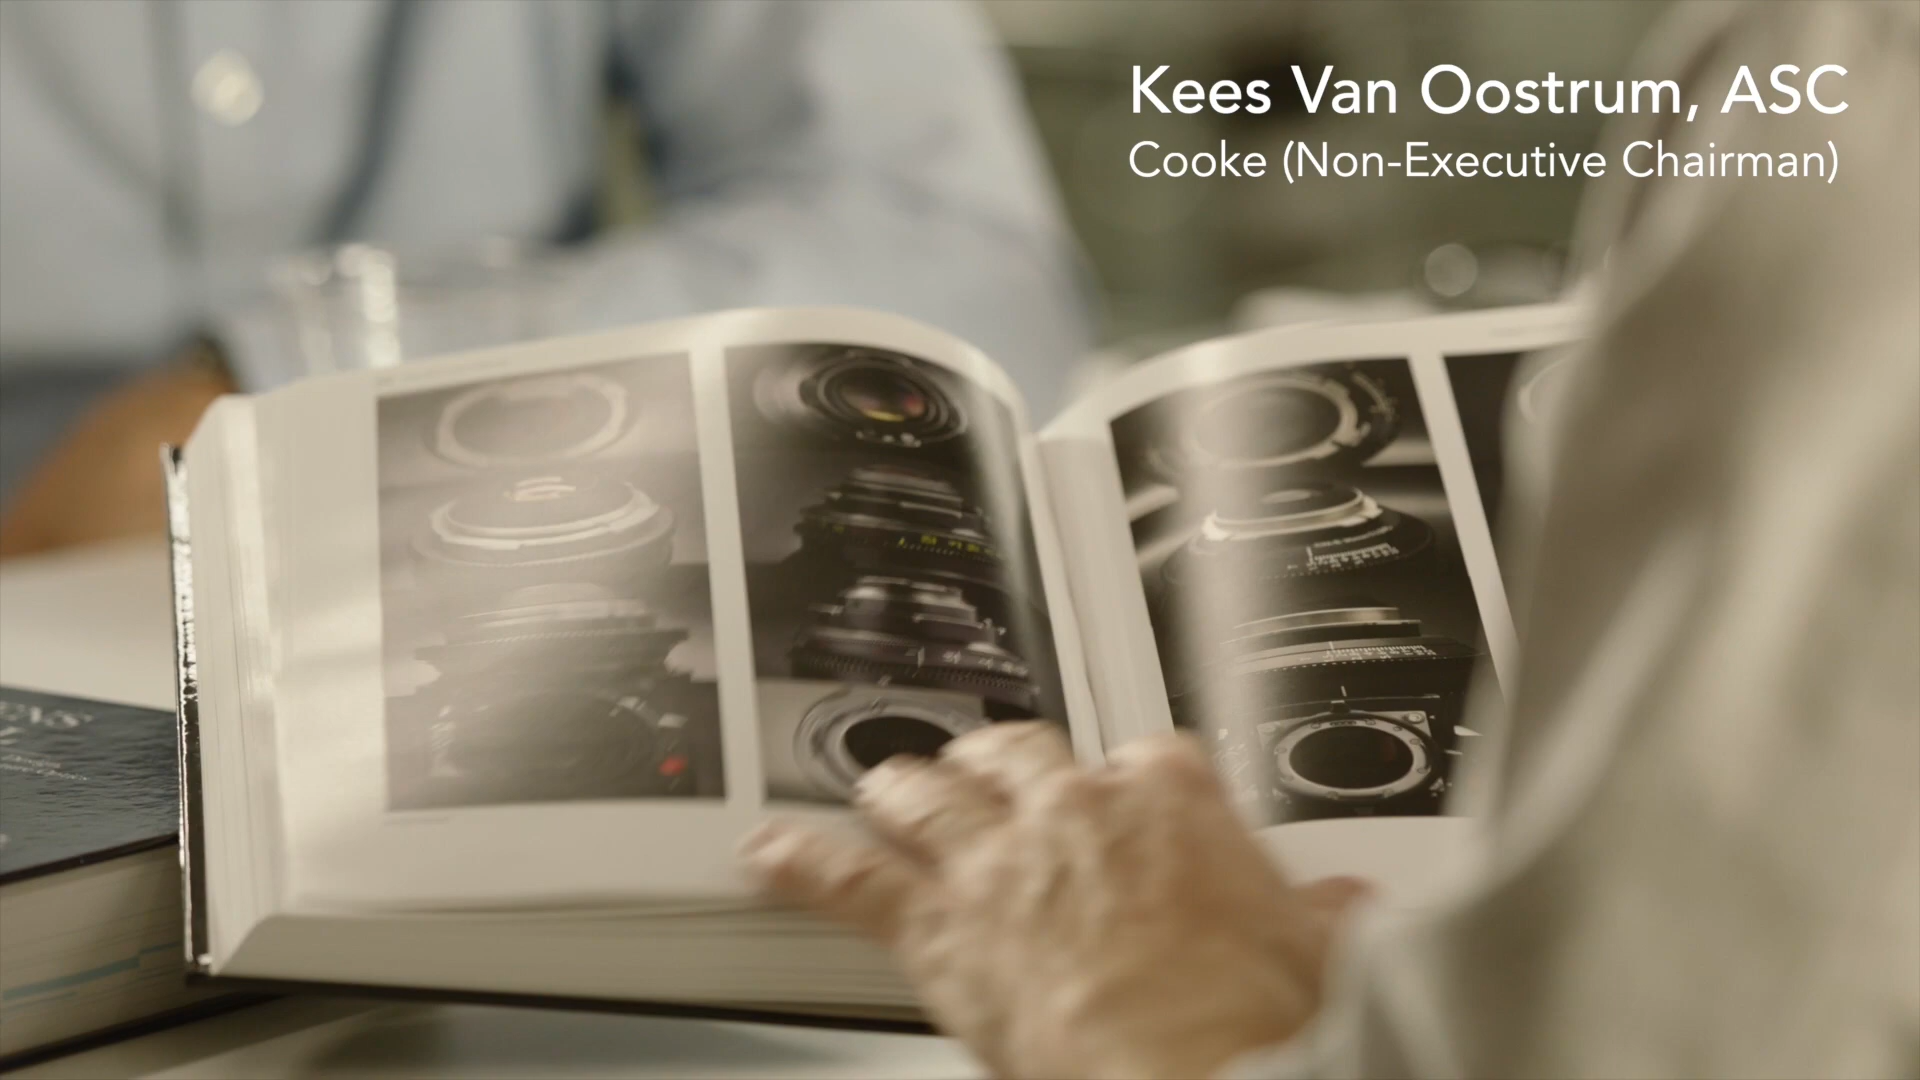 Kees Van Oostrum, ASC
Cooke (Non-Executive Chairman)